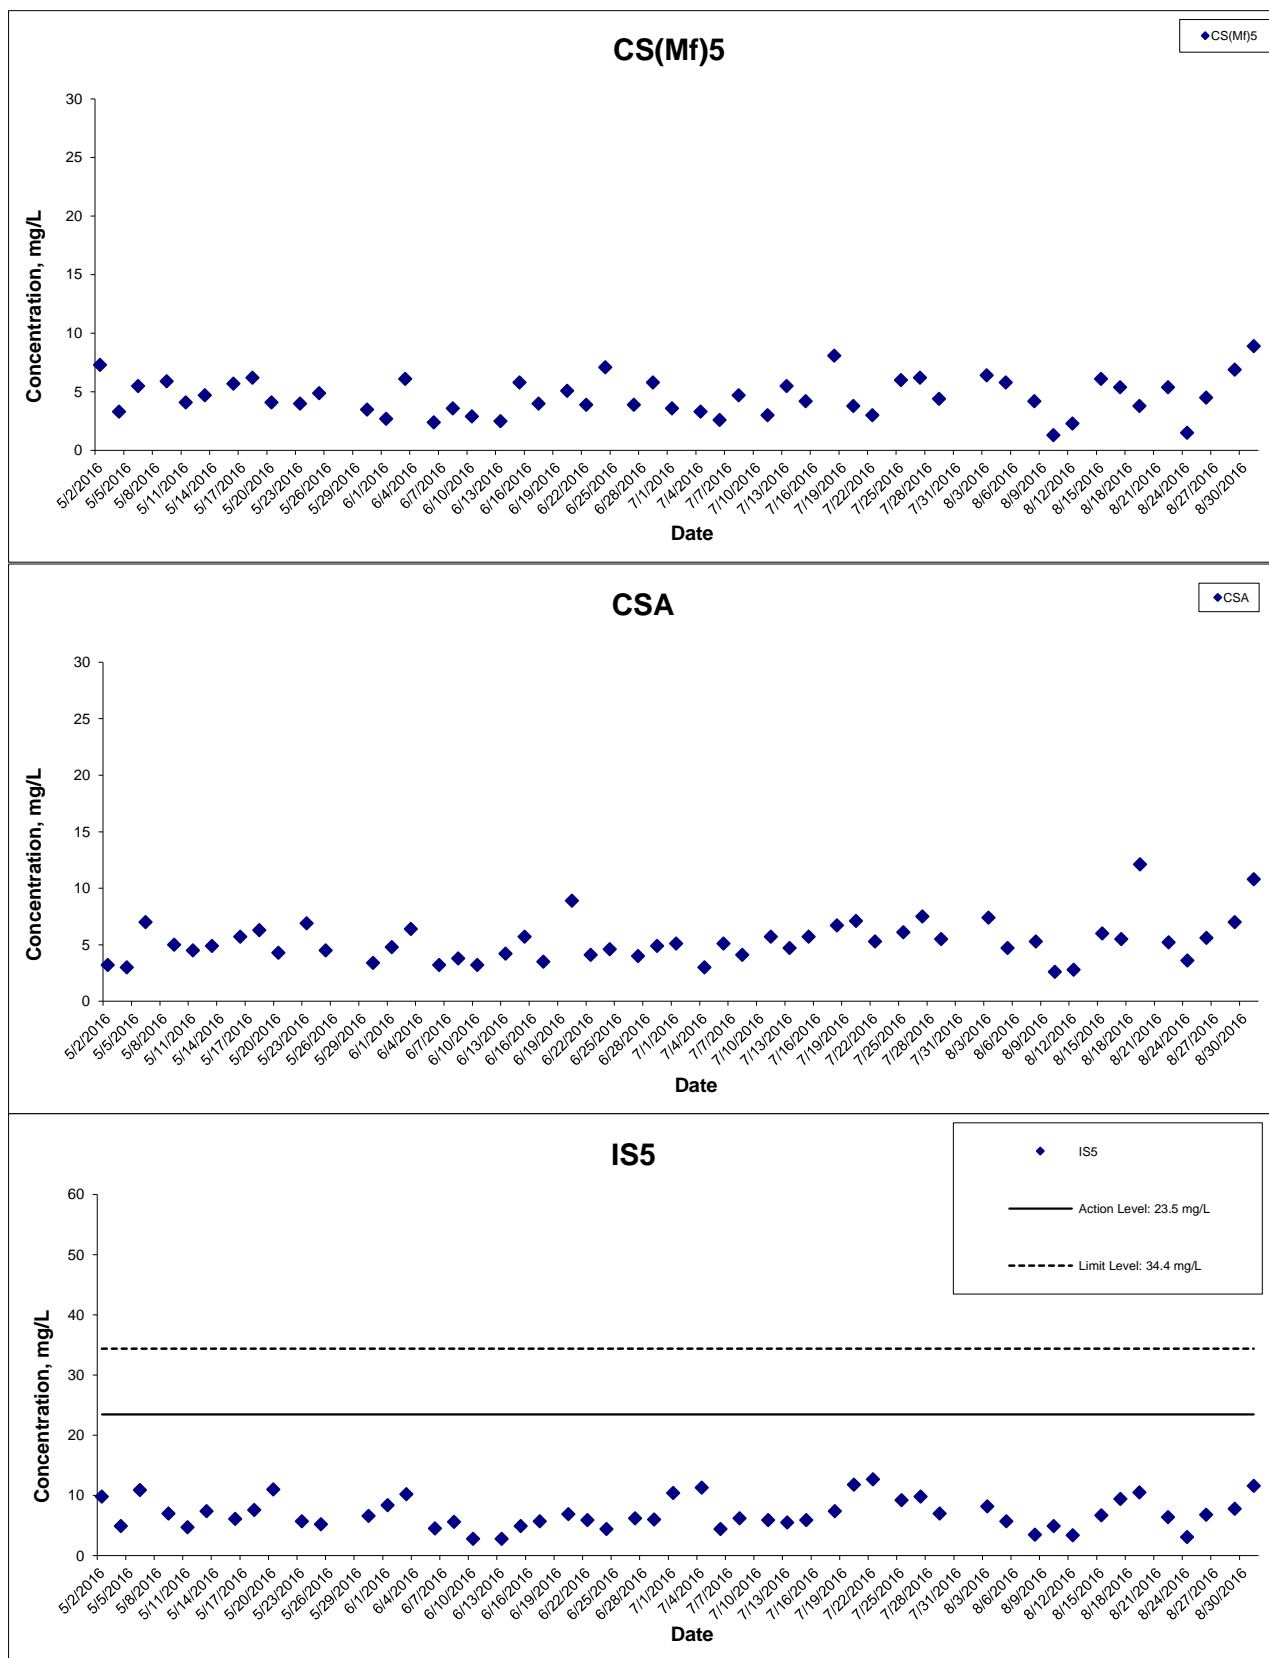 CS(Mf)5
CS(Mf)5
30
25
20
15
10
5
0
Concentration, mg/L
5/2/2016 5/5/2016 5/8/2016 5/11/2016 5/14/2016 5/17/2016 5/20/2016 5/23/2016 5/26/2016 5/29/2016 6/1/2016 6/4/2016 6/7/2016 6/10/2016 6/13/2016 6/16/2016 6/19/2016 6/22/2016 6/25/2016 6/28/2016 7/1/2016 7/4/2016 7/7/2016 7/10/2016 7/13/2016 7/16/2016 7/19/2016 7/22/2016 7/25/2016 7/28/2016 7/31/2016 8/3/2016 8/6/2016 8/9/2016 8/12/2016 8/15/2016 8/18/2016 8/21/2016 8/24/2016 8/27/2016 8/30/2016
Date
CSA
CSA
30
25
20
15
10
5
0
Concentration, mg/L
5/2/2016 5/5/2016 5/8/2016 5/11/2016 5/14/2016 5/17/2016 5/20/2016 5/23/2016 5/26/2016 5/29/2016 6/1/2016 6/4/2016 6/7/2016 6/10/2016 6/13/2016 6/16/2016 6/19/2016 6/22/2016 6/25/2016 6/28/2016 7/1/2016 7/4/2016 7/7/2016 7/10/2016 7/13/2016 7/16/2016 7/19/2016 7/22/2016 7/25/2016 7/28/2016 7/31/2016 8/3/2016 8/6/2016 8/9/2016 8/12/2016 8/15/2016 8/18/2016 8/21/2016 8/24/2016 8/27/2016 8/30/2016
Date
IS5
IS5
Action Level: 23.5 mg/L
Limit Level: 34.4 mg/L
60
50
40
30
20
10
0
Concentration, mg/L
5/2/2016 5/5/2016 5/8/2016 5/11/2016 5/14/2016 5/17/2016 5/20/2016 5/23/2016 5/26/2016 5/29/2016 6/1/2016 6/4/2016 6/7/2016 6/10/2016 6/13/2016 6/16/2016 6/19/2016 6/22/2016 6/25/2016 6/28/2016 7/1/2016 7/4/2016 7/7/2016 7/10/2016 7/13/2016 7/16/2016 7/19/2016 7/22/2016 7/25/2016 7/28/2016 7/31/2016 8/3/2016 8/6/2016 8/9/2016 8/12/2016 8/15/2016 8/18/2016 8/21/2016 8/24/2016 8/27/2016 8/30/2016
Date